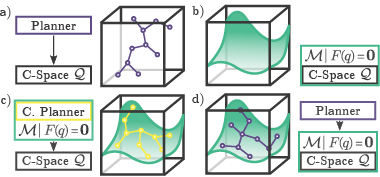 a)
Planner
C-Space 𝒬
b)
ℳ| F(q) = 0
C-Space 𝒬
c)
C. Planner
ℳ| F(q) = 0
C-Space 𝒬
d)
Planner
ℳ| F(q) = 0
C-Space 𝒬